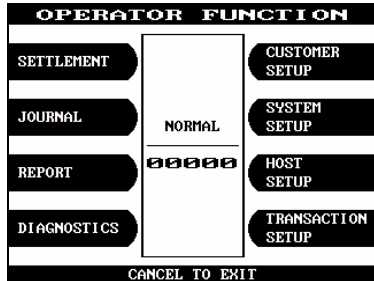 OPERATOR FUNCTION
SETTLEMENT
JOURNAL
REPORT
DIAGNOSTICS
NORMAL
00000
CUSTOMER
SETUP
SYSTEM
SETUP
HOST
SETUP
TRANSACTION
SETUP
CANCEL TO EXIT